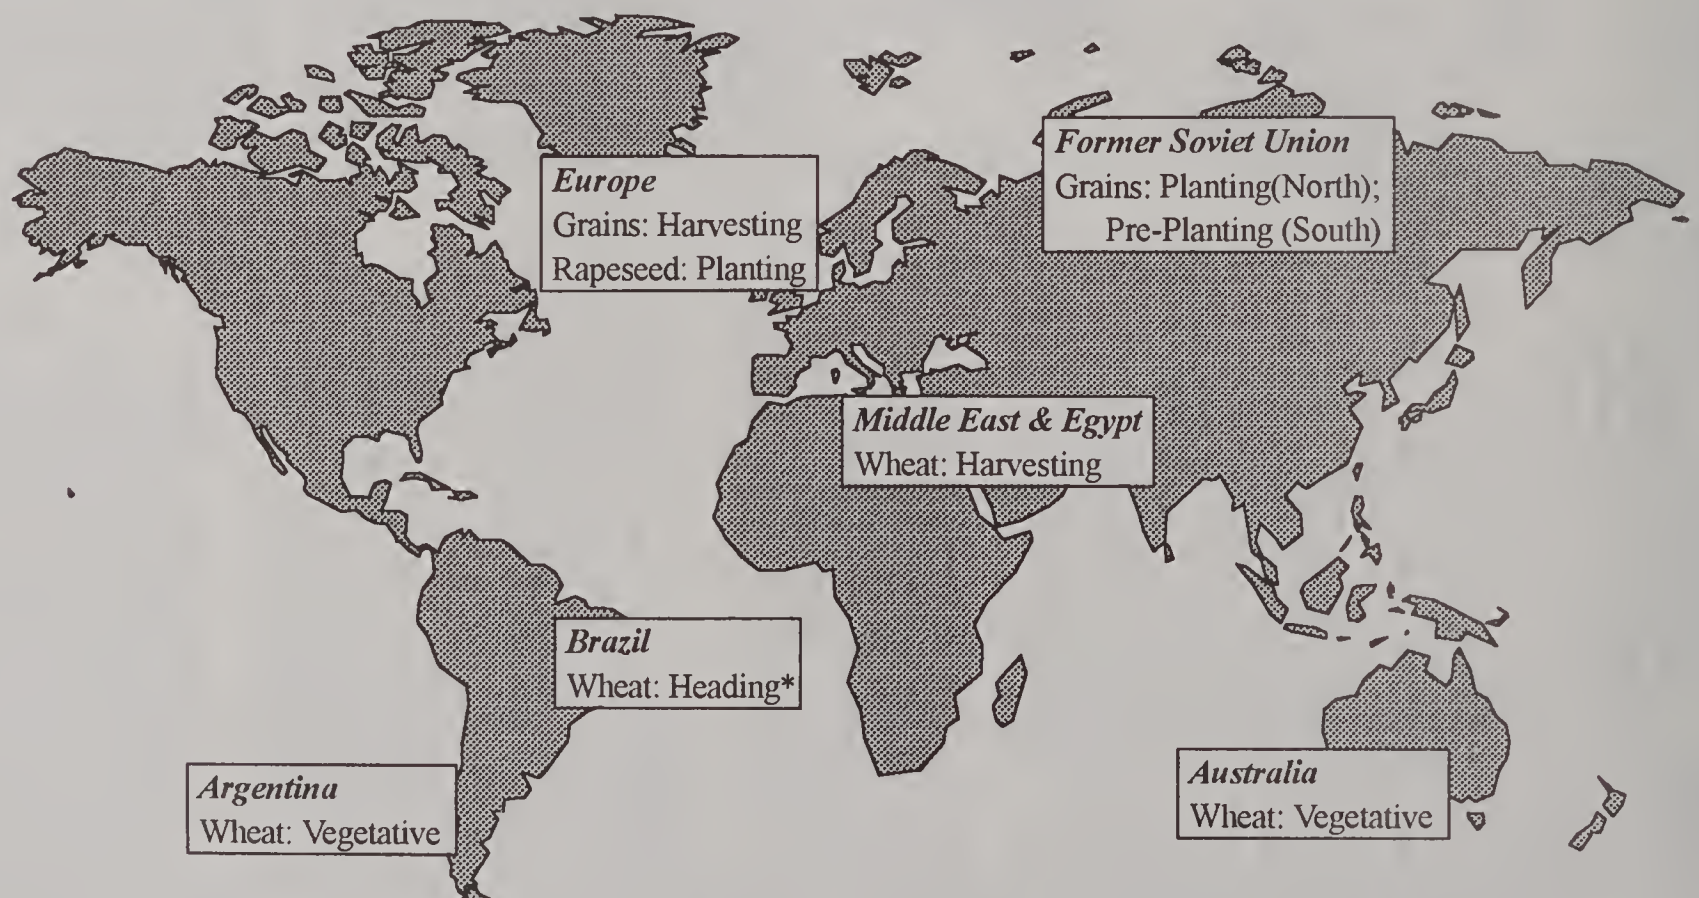 Former Soviet Union
Grains: Planting(North);
Pre-Planting (South)
Europe
Grains: Harvesting
Rapeseed: Planting
Middle East & Egypt
Wheat: Harvesting
Brazil
Wheat: Heading*
Argentina
Wheat: Vegetative
Australia
Wheat: Vegetative